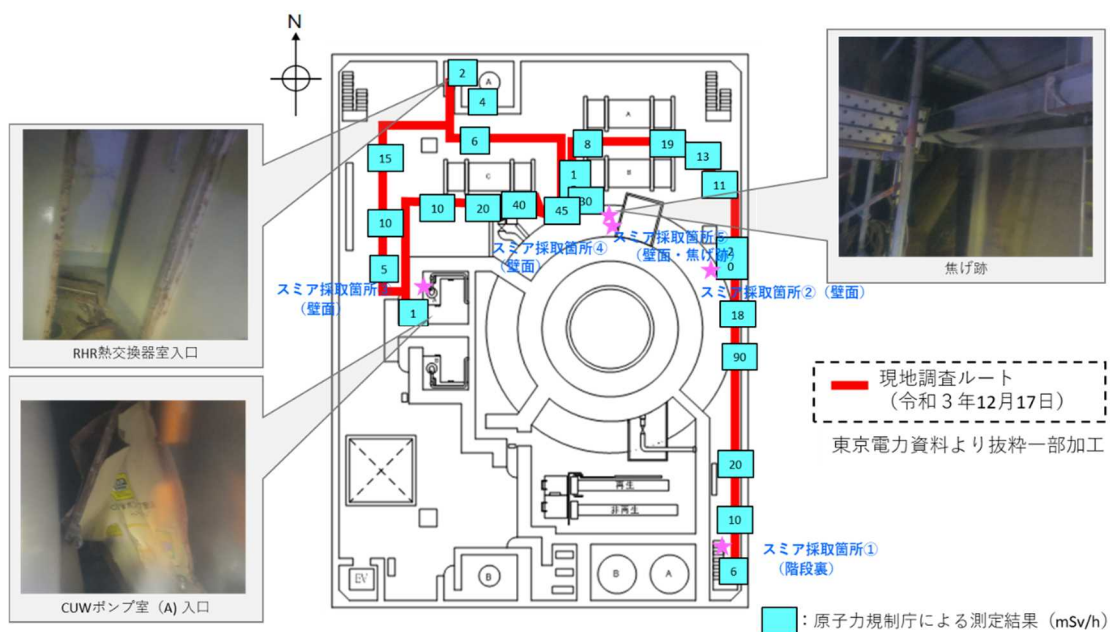 N
2
A
4
6
8
19
A
13
15
1
B
11
C
10
20
40
45
30
10
スミア採取箇所④
(壁面)
スミア採取箇所
(壁面・焦げ跡)
2
0
5
スミア採取箇所
(壁面)
スミア採取箇所②(壁面)
1
18
90
RHR熱交換器室入口
焦げ跡
現地調査ルート
(令和3年12月17日)
東京電力資料より抜粋一部加工
20
再生
非再生
10
スミア採取箇所①
(階段裏)
6
EV
B
B
A
CUWポンプ室(A)入口
:原子力規制庁による測定結果(mSv/h)